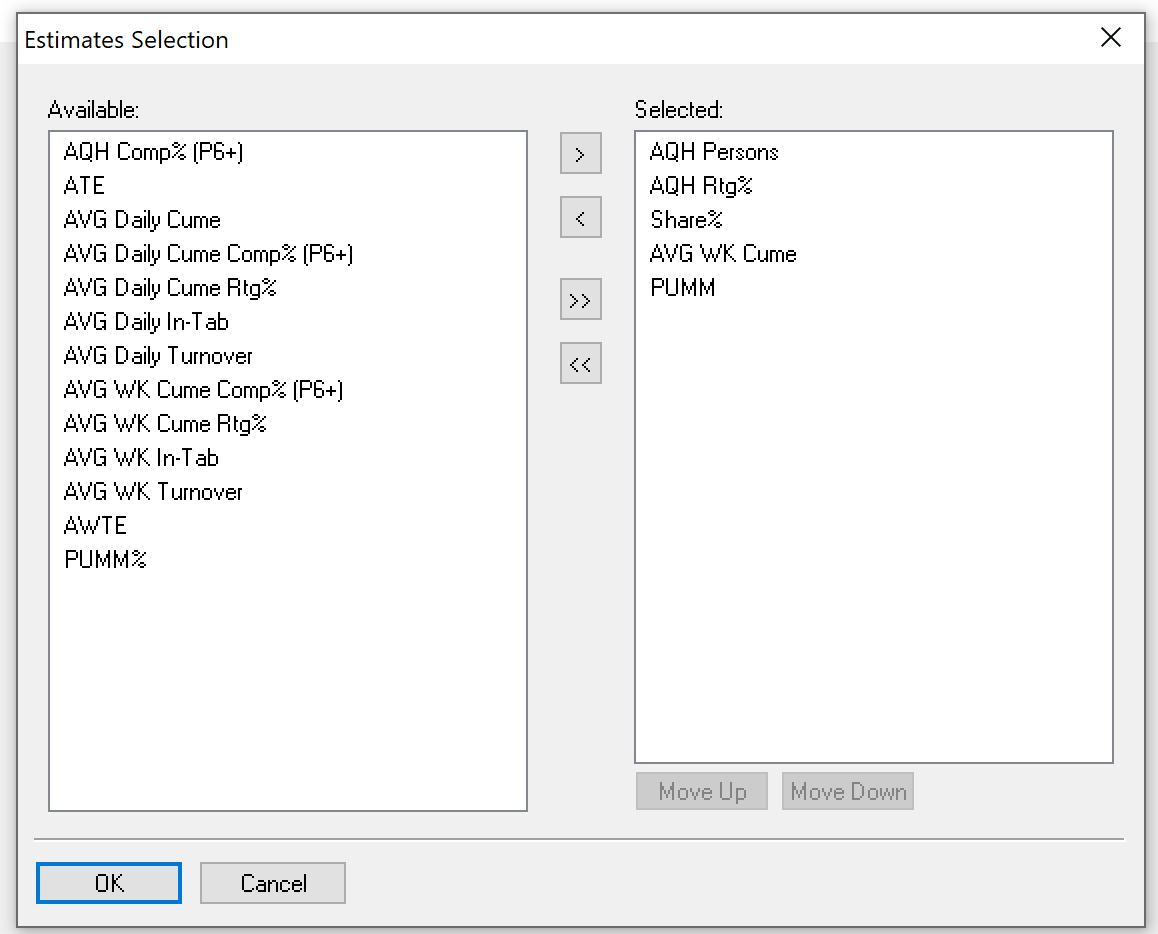 Estimates Selection
Available:
AQH Comp% (P6+)
ATE
AVG Daily Cume
AVG Daily Cume Comp% (P6+)
AVG Daily Cume Rtg%
AVG Daily In-Tab
AVG Daily Turnover
AVG WK Cume Comp% (P6+)
AVG WK Cume Rtg%
AVG WK In-Tab
AVG WK Turnover
AWTE
PUMM%
>
<
>>
<<
Selected:
AQH Persons
AQH Rtg%
Share%
AVG WK Cume
PUMM
Move Up
Move Down
OK
Cancel